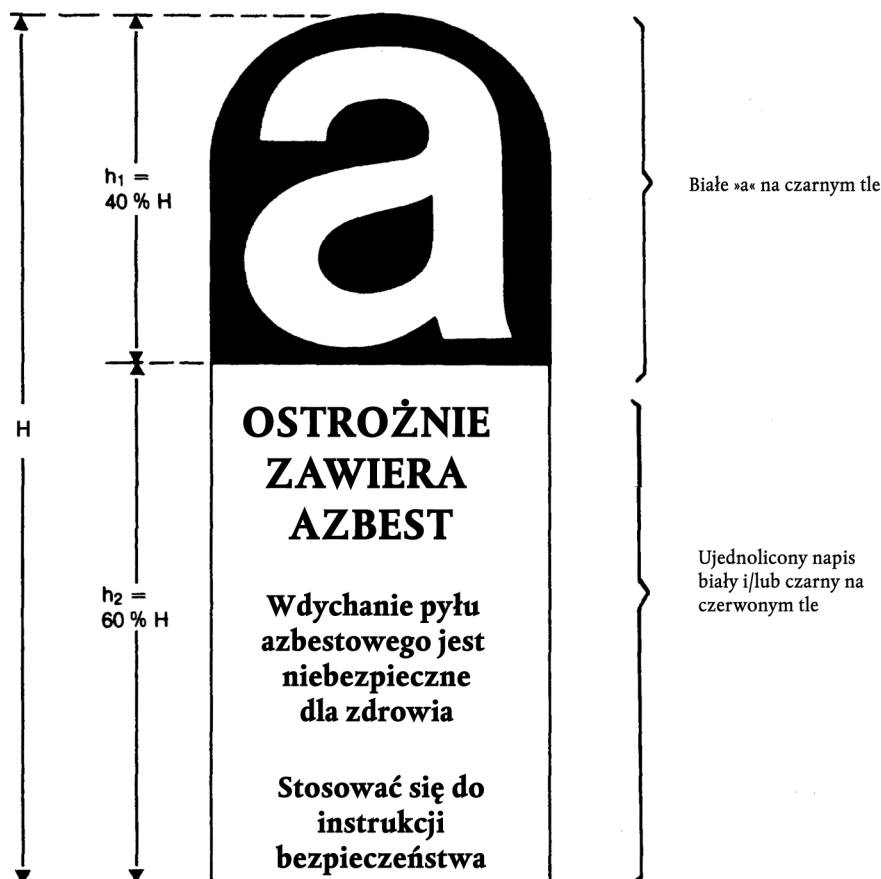 a
h₁ =
40 % H
Białe »a« na czarnym tle
H
OSTROŻNIE
ZAWIERA
AZBEST
h₂ =
60 % H
Wdychanie pyłu
azbestowego jest
niebezpieczne
dla zdrowia
Stosować się do
instrukcji
bezpieczeństwa
Ujednolicony napis
biały i/lub czarny na
czerwonym tle